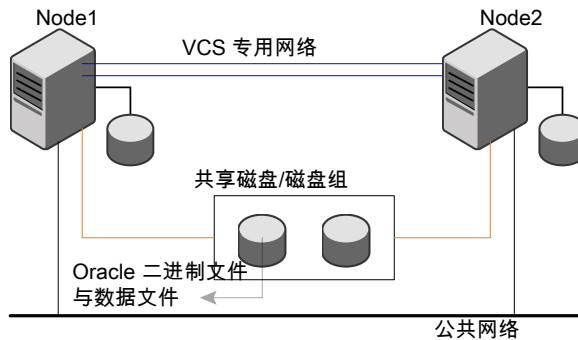 Node1
Node2
VCS 专用网络
共享磁盘/磁盘组
Oracle 二进制文件
与数据文件
公共网络